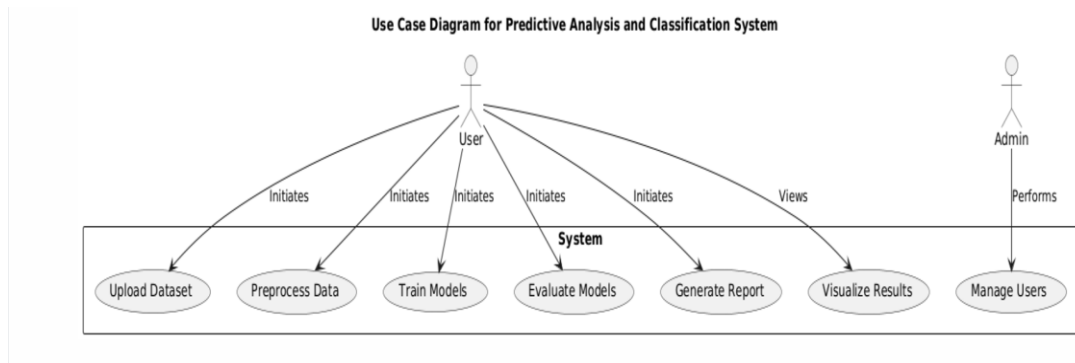 Use Case Diagram for Predictive Analysis and Classification System
User
Admin
Initiates
Initiates
Initiates
Initiates
Initiates
Views
Performs
System
Upload Dataset
Preprocess Data
Train Models
Evaluate Models
Generate Report
Visualize Results
Manage Users